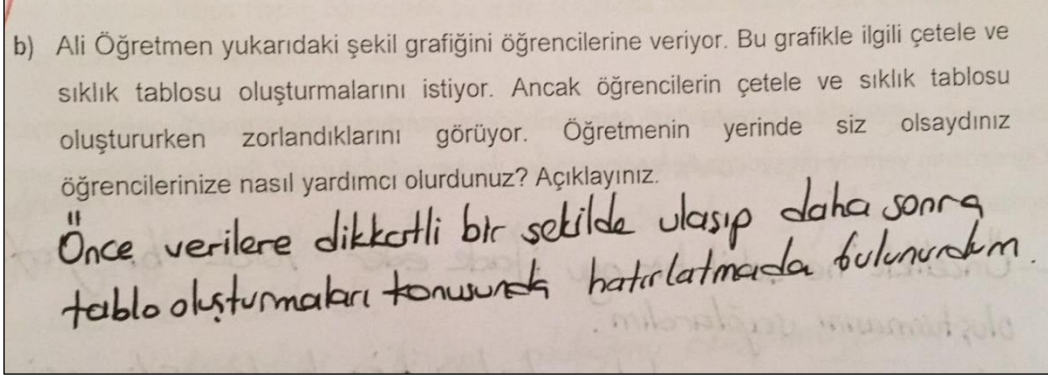 b) Ali Öğretmen yukarıdaki şekil grafiğini öğrencilerine veriyor. Bu grafikle ilgili çetele ve
sıklık tablosu oluşturmalarını istiyor. Ancak öğrencilerin çetele ve sıklık tablosu
oluştururken zorlandıklarını görüyor. Öğretmenin yerinde siz olsaydınız
öğrencilerinize nasıl yardımcı olurdunuz? Açıklayınız.
Önce verilere dikkatli bir şekilde ulaşıp daha sonra
tablo oluşturmaları konusunda hatırlatmada bulunurdum.